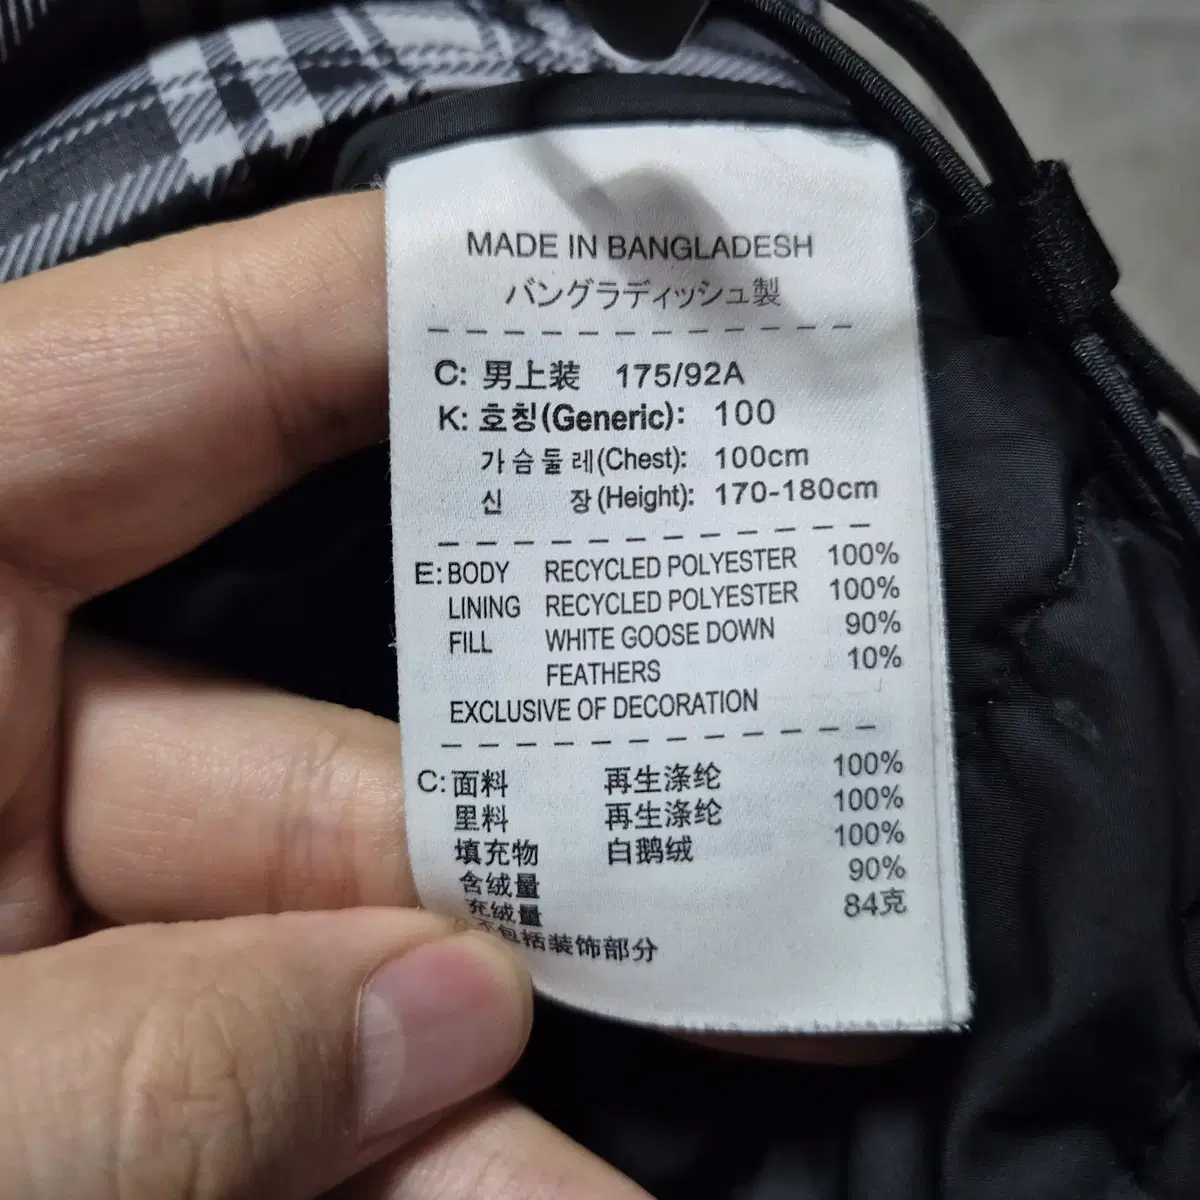 MADE IN BANGLADESH
バングラディッシュ製
C: 男上装 175/92A
K: 호칭(Generic): 100
가슴둘레(Chest): 100cm
신 장(Height): 170-180cm
E: BODY RECYCLED POLYESTER 100%
LINING RECYCLED POLYESTER 100%
FILL WHITE GOOSE DOWN 90%
FEATHERS 10%
EXCLUSIVE OF DECORATION
C: 面料 再生涤纶 100%
里料 再生涤纶 100%
填充物 白鹅绒 100%
含绒量 90%
充绒量 84克
不包括装饰部分